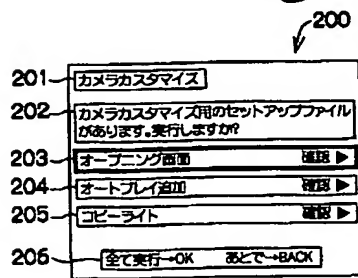 200
201 カメラカスタマイズ
202 カメラカスタマイズ用のセットアップファイル
があります。実行しますか?
203 オープニング画面 確認 ▶
204 オートプレイ追加 確認 ▶
205 コピーライト 確認 ▶
206 全て実行→OK あとで→BACK